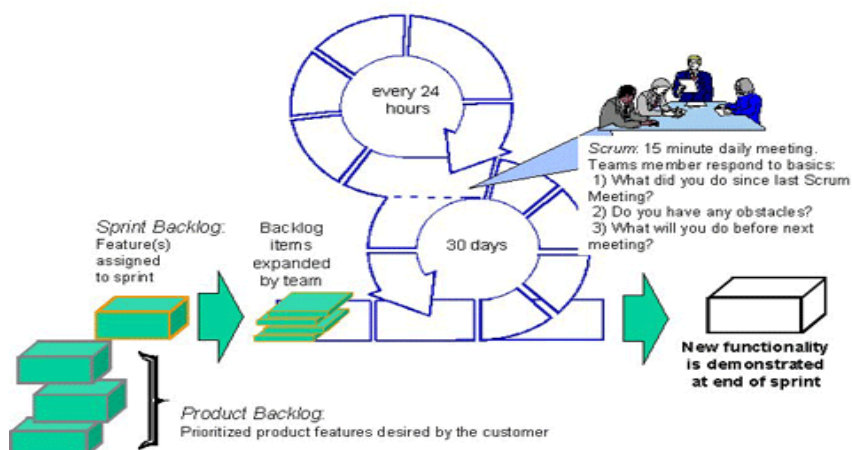 every 24
hours
Scrum: 15 minute daily meeting.
Teams member respond to basics:
1) What did you do since last Scrum
Meeting?
2) Do you have any obstacles?
3) What will you do before next
meeting?
Sprint Backlog:
Feature(s)
assigned
to sprint
Backlog
items
expanded
by team
30 days
New functionality
is demonstrated
at end of sprint
Product Backlog:
Prioritized product features desired by the customer